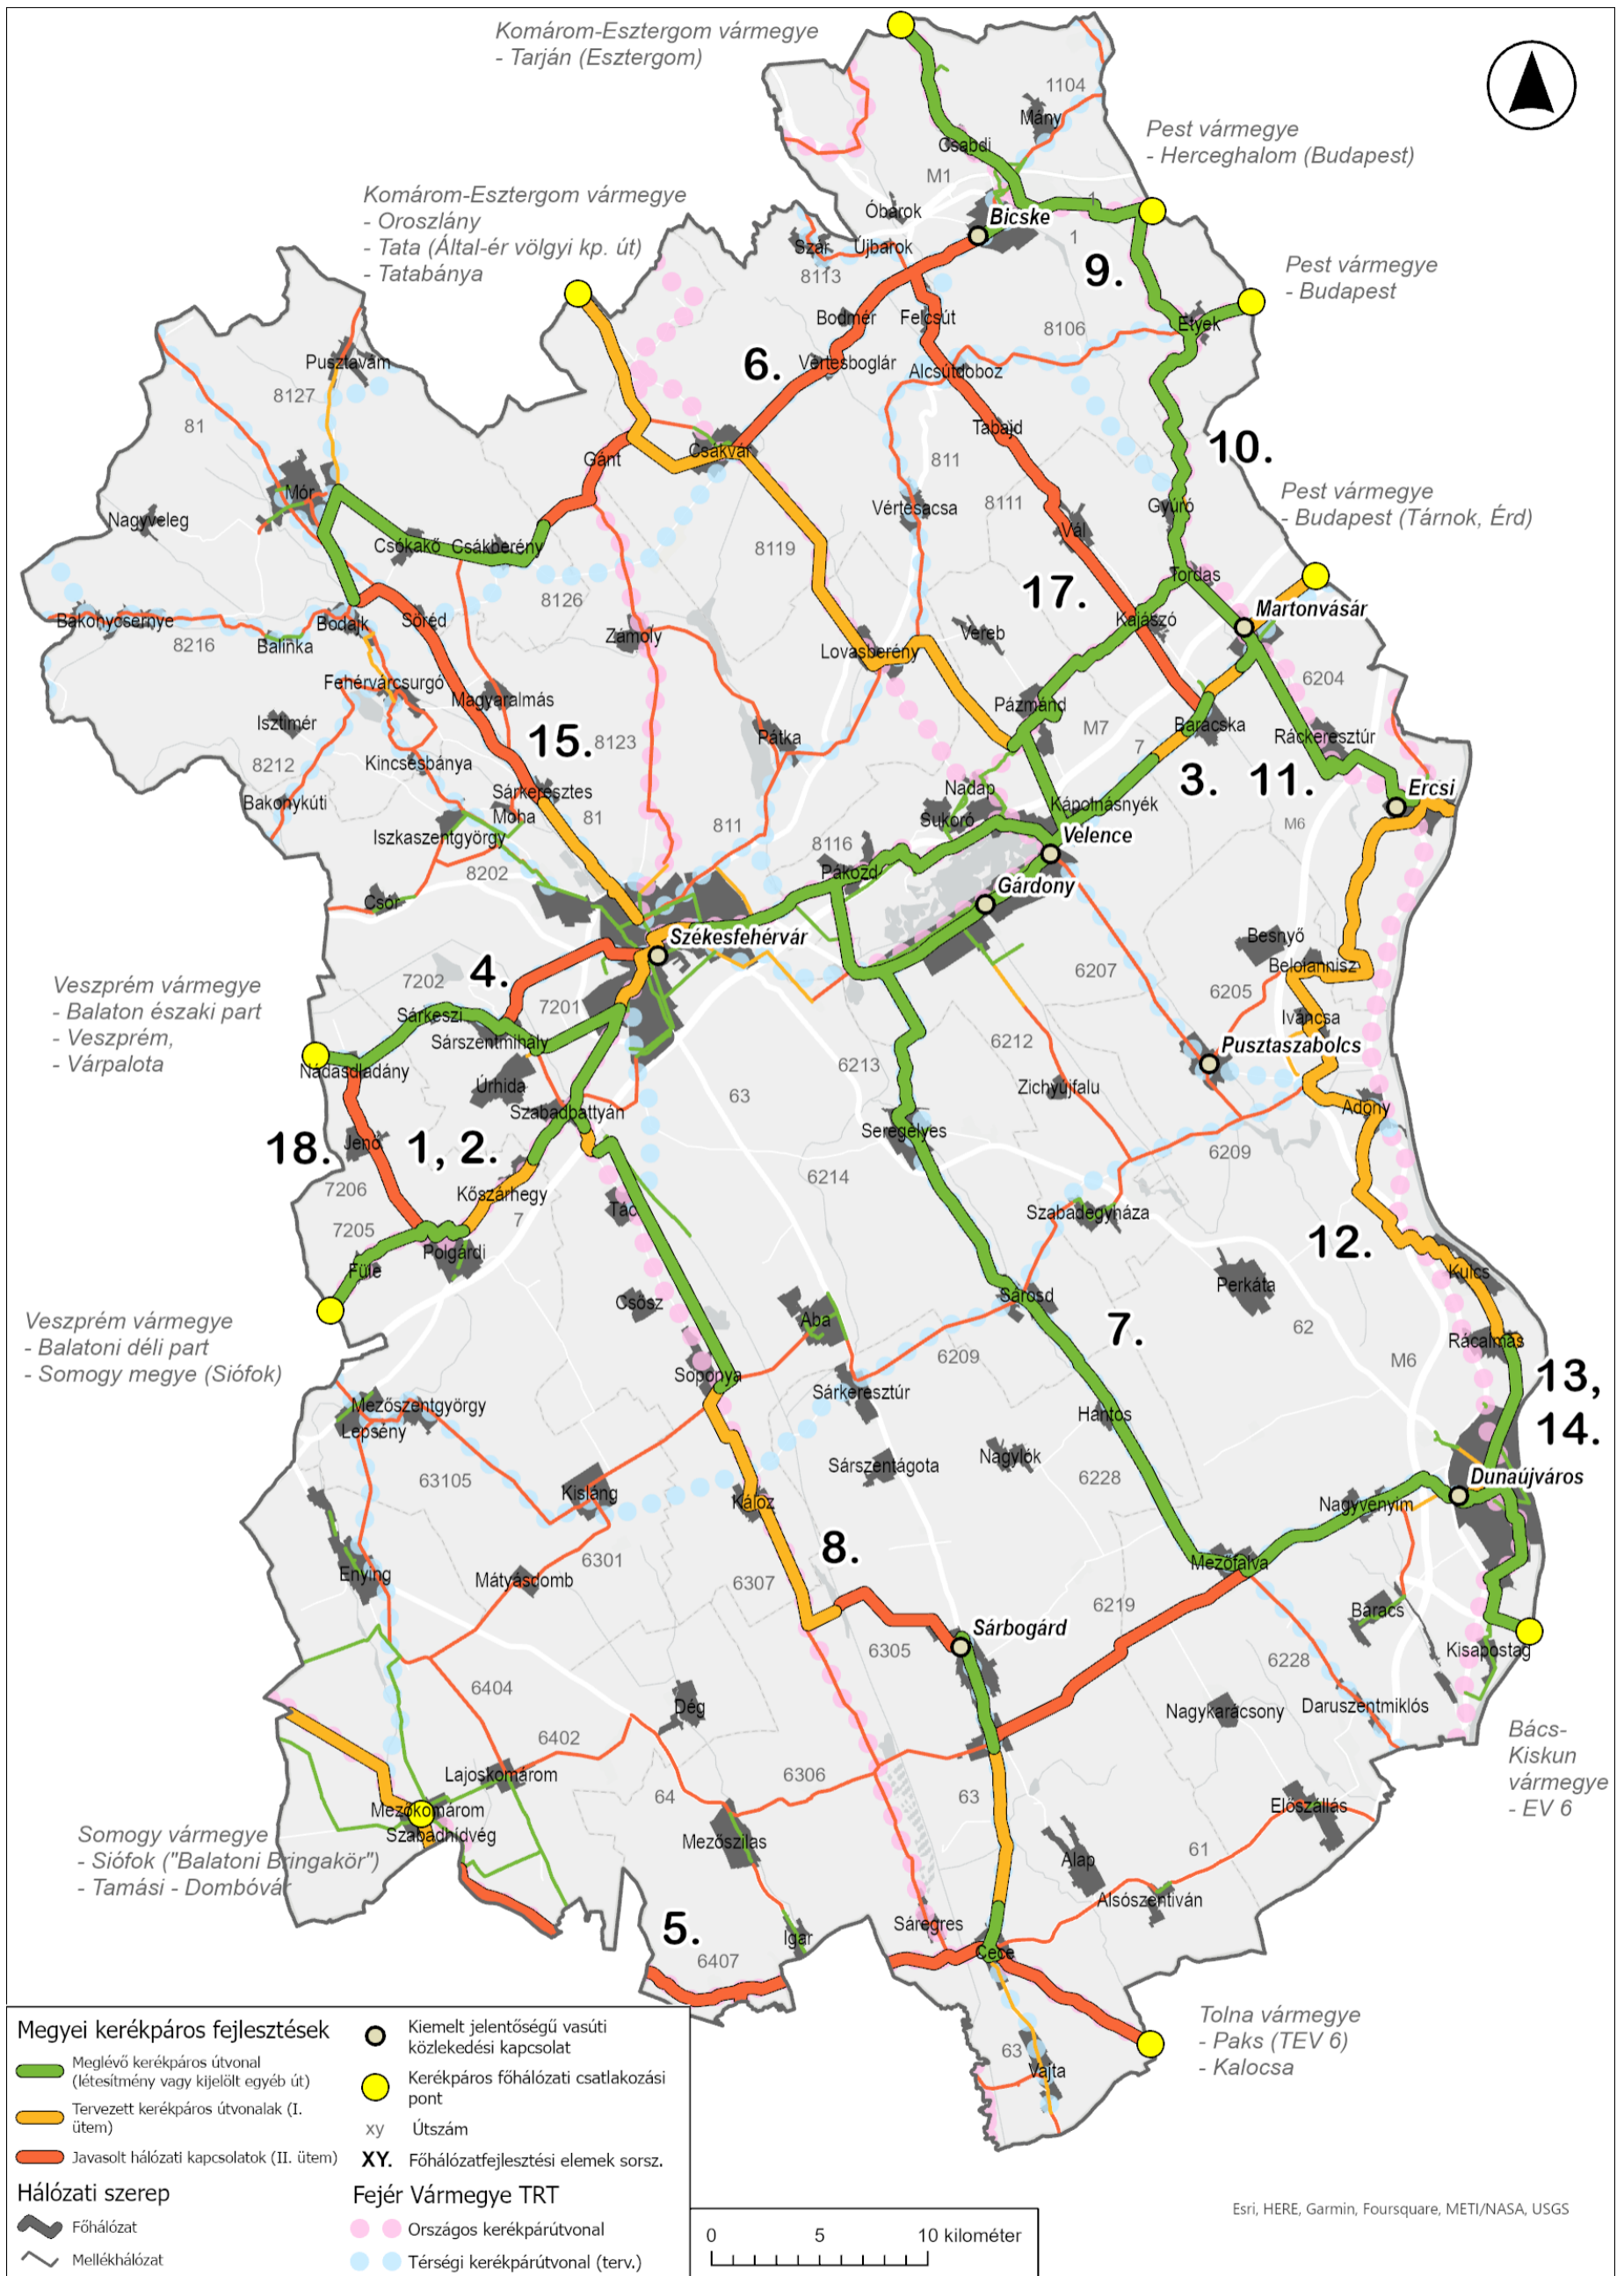 Komárom-Esztergom vármegye
- Tarján (Esztergom)
1104
Mány
Csabdi
M1
Pest vármegye
- Herceghalom (Budapest)
Komárom-Esztergom vármegye
- Oroszlány
- Tata (Által-ér völgyi kp. út)
- Tatabánya
Óbarok
Bicske
1
1
Szár
Újbarok
8113
9.
Pest vármegye
- Budapest
Bodmér
Felcsút
Etyek
8106
Pusztavám
8127
6.
Vértesboglár
Alcsútdoboz
81
Tabajd
10.
Gánt
Csákvár
811
8111
Pest vármegye
- Budapest (Tárnok, Érd)
Mór
Nagyveleg
Vértesacsa
Gyúró
Vál
Csókakő
Csákberény
8119
Tordas
17.
8126
Martonvásár
Bakonycsernye
8216
Balinka
Bodajk
Söréd
Zámoly
Vereb
Kajászó
Lovasberény
6204
Fehérvárcsurgó
Magyaralmás
Isztimér
15.
8123
Pátka
Pázmánd
M7
7
Baracska
Ráckeresztúr
8212
Kincsesbánya
3.
11.
Bakonykúti
Sárkeresztes
Moha
81
Nadap
Kápolnásnyék
Ercsi
Iszkaszentgyörgy
811
8116
Sukoró
Velence
M6
8202
Pákozd
Gárdony
Csór
Székesfehérvár
Besnyő
Beloiannisz
4.
7202
7201
6207
6205
Veszprém vármegye
- Balaton északi part
- Veszprém,
- Várpalota
Sárkeszi
Sárszentmihály
Iváncsa
Pusztaszabolcs
Nádasdladány
Úrhida
6213
6212
Zichyújfalu
Szabadbattyán
63
Adony
Seregélyes
18.
Jenő
1, 2.
6209
7206
Kőszárhegy
7
6214
Tác
Szabadegyháza
7205
Polgárdi
12.
Füle
Kulcs
Csősz
Sárosd
Perkáta
Veszprém vármegye
- Balatoni déli part
- Somogy megye (Siófok)
Aba
7.
62
Rácalmás
6209
M6
Soponya
Sárkeresztúr
13,
14.
Mezőszentgyörgy
Lepsény
Hantos
Sárszentágota
Nagylók
63105
6228
Dunaújváros
Kisláng
Káloz
Nagyvenyim
8.
6301
Mezőfalva
Enying
Mátyásdomb
6307
6219
Baracs
Sárbogárd
6305
Kisapostag
6228
6404
Dég
Nagykarácsony
Daruszentmiklós
6402
Lajoskomárom
6306
Bács-
Kiskun
vármegye
- EV 6
64
63
Mezőkomárom
Szabadhídvég
Előszállás
Somogy vármegye
- Siófok ("Balatoni Bringakör")
- Tamási - Dombóvár
Mezőszilas
61
Alap
Alsószentiván
5.
Sáregres
Igar
Cece
6407
Tolna vármegye
- Paks (TEV 6)
- Kalocsa
63
Vajta
Megyei kerékpáros fejlesztések
Meglévő kerékpáros útvonal
(létesítmény vagy kijelölt egyéb út)
Tervezett kerékpáros útvonalak (I.
ütem)
Javasolt hálózati kapcsolatok (II. ütem)
Hálózati szerep
Főhálózat
Mellékhálózat
Kiemelt jelentőségű vasúti
közlekedési kapcsolat
Kerékpáros főhálózati csatlakozási
pont
xy Útszám
XY. Főhálózatfejlesztési elemek sorsz.
Fejér Vármegye TRT
Országos kerékpárútvonal
Térségi kerékpárútvonal (terv.)
0 5 10 kilométer
Esri, HERE, Garmin, Foursquare, METI/NASA, USGS